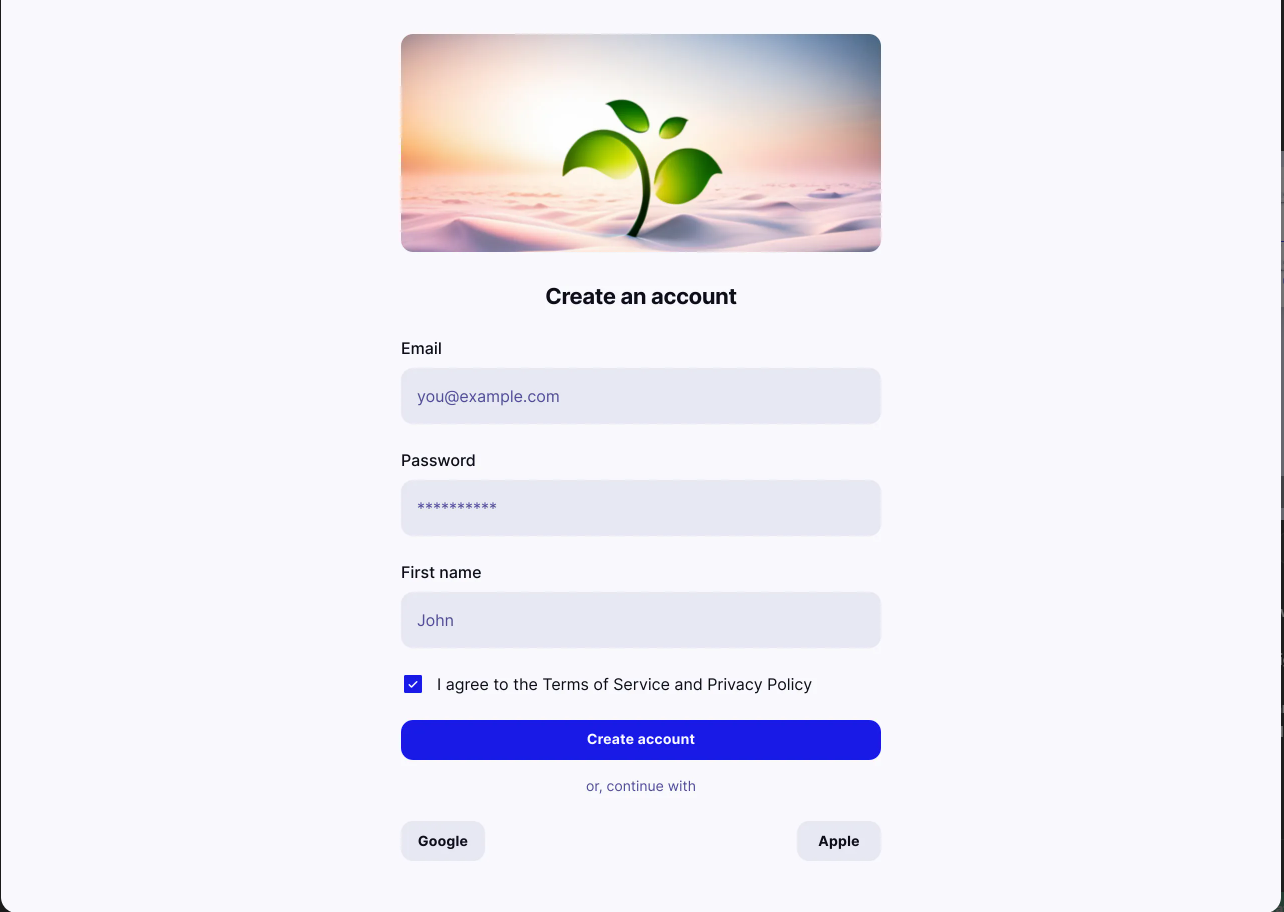 Create an account
Email
you@example.com
Password
**********
First name
John
I agree to the Terms of Service and Privacy Policy
Create account
or, continue with
Google
Apple